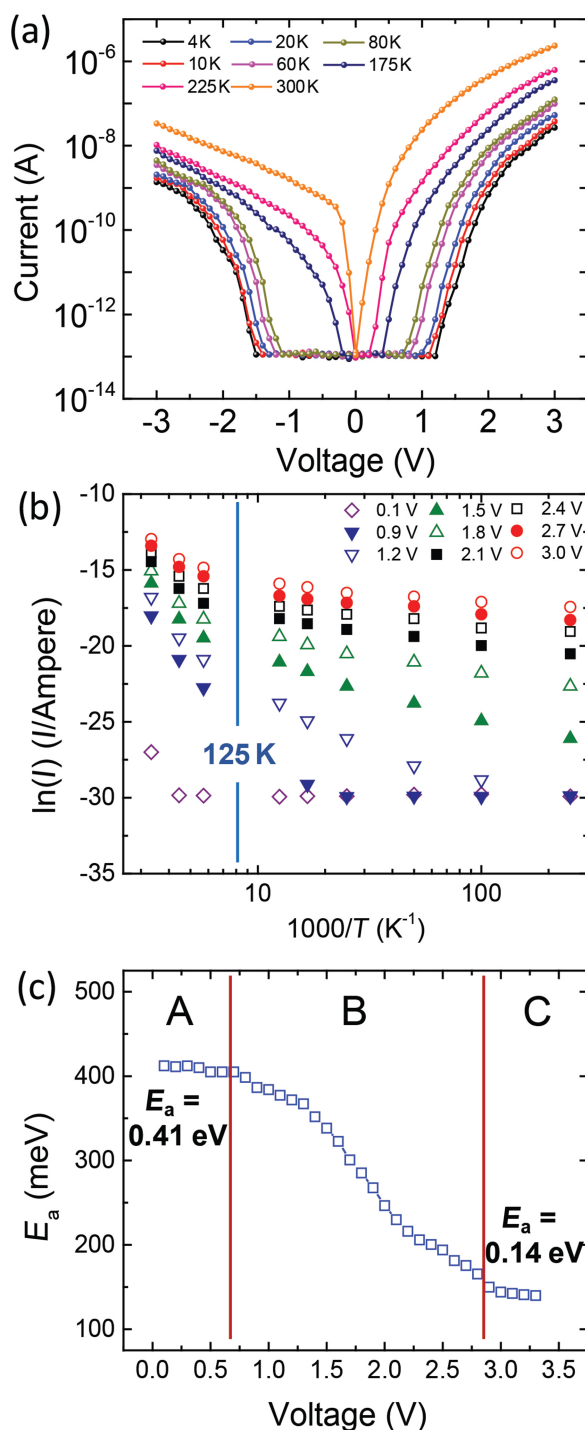 (a)
4K 20K 80K
10K 60K 175K
225K 300K
10⁻⁶
10⁻⁸
10⁻¹⁰
10⁻¹²
10⁻¹⁴
Current (A)
-3 -2 -1 0 1 2 3
Voltage (V)
(b)
0.1 V 1.5 V 2.4 V
0.9 V 1.8 V 2.7 V
1.2 V 2.1 V 3.0 V
-10
-15
-20
-25
-30
-35
ln(I) (I/Ampere)
125 K
10 100
1000/T (K⁻¹)
(c)
A B C
500
400
300
200
100
Eₐ (meV)
Eₐ =
0.41 eV
Eₐ =
0.14 eV
0.0 0.5 1.0 1.5 2.0 2.5 3.0 3.5
Voltage (V)